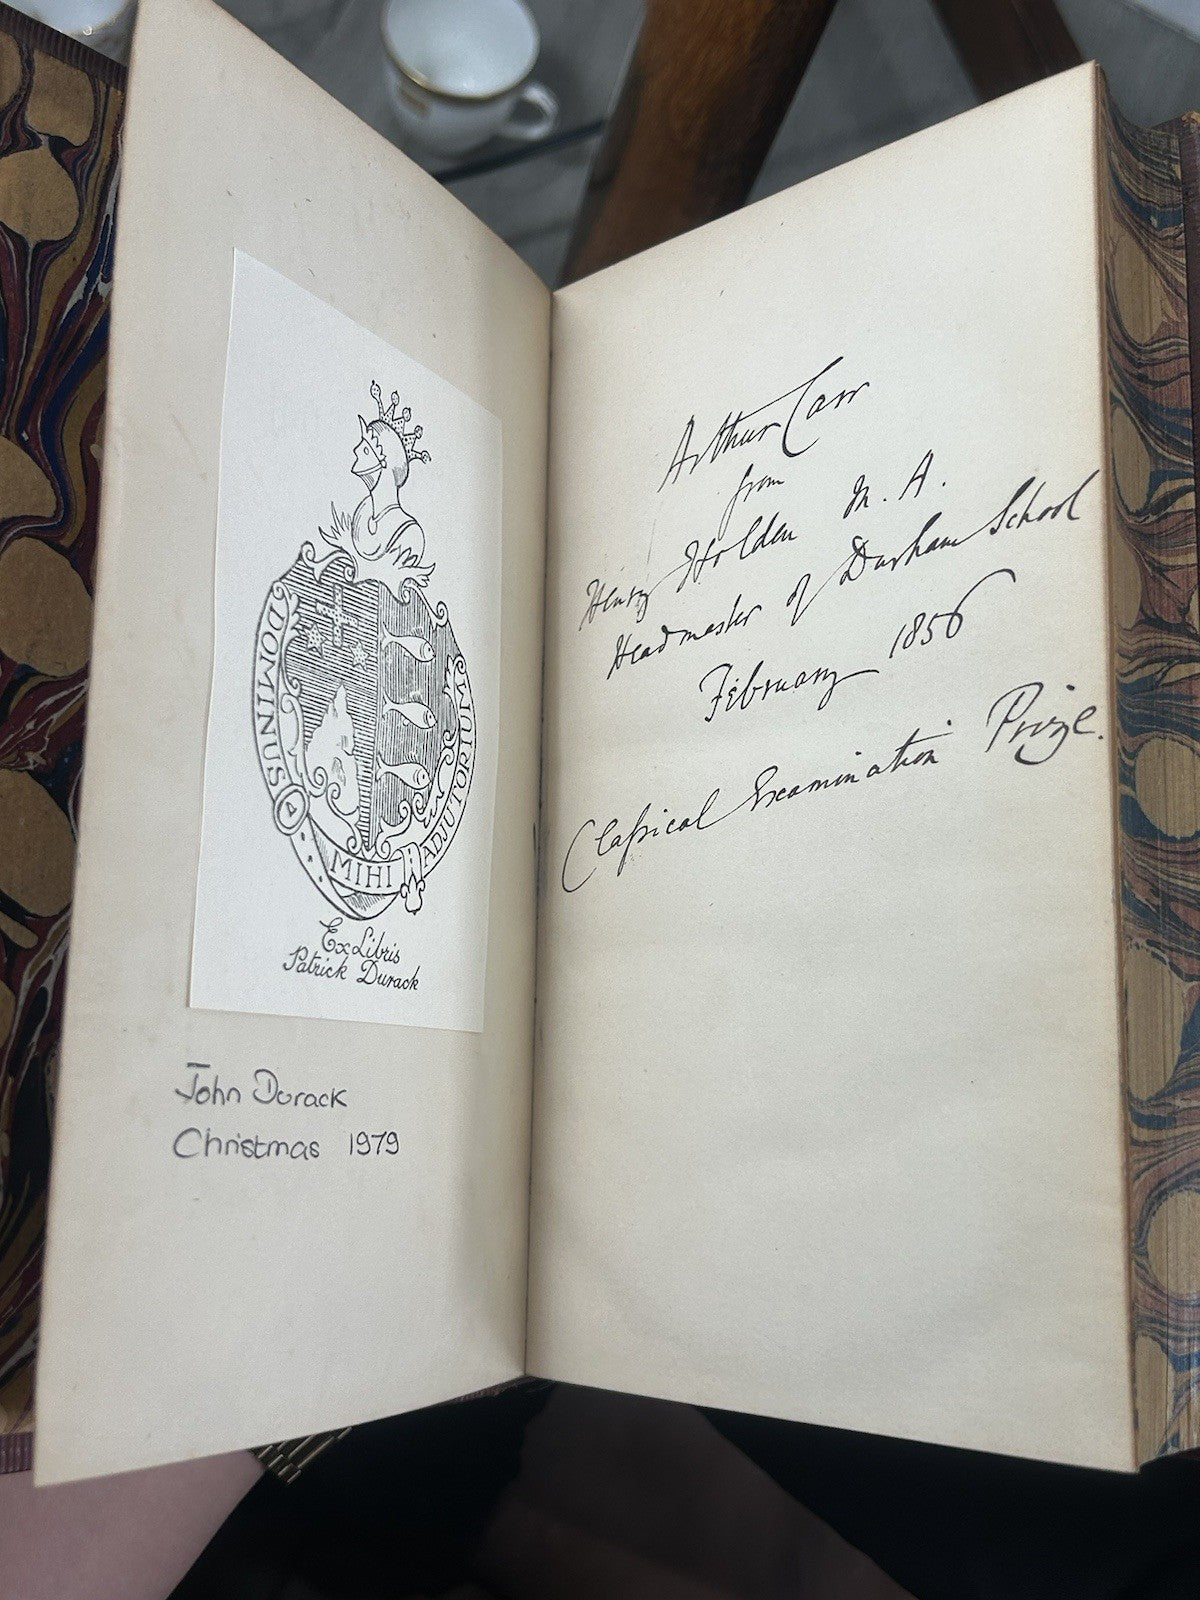 DOMINUS
MIHI
ADJUTORIUM
Ex Libris
Patrick Durack
John Durack
Christmas 1979
Arthur Carr
from
Henry Holden M. A.
Headmaster of Durham School
February 1856
Claſsical Examination Prize.